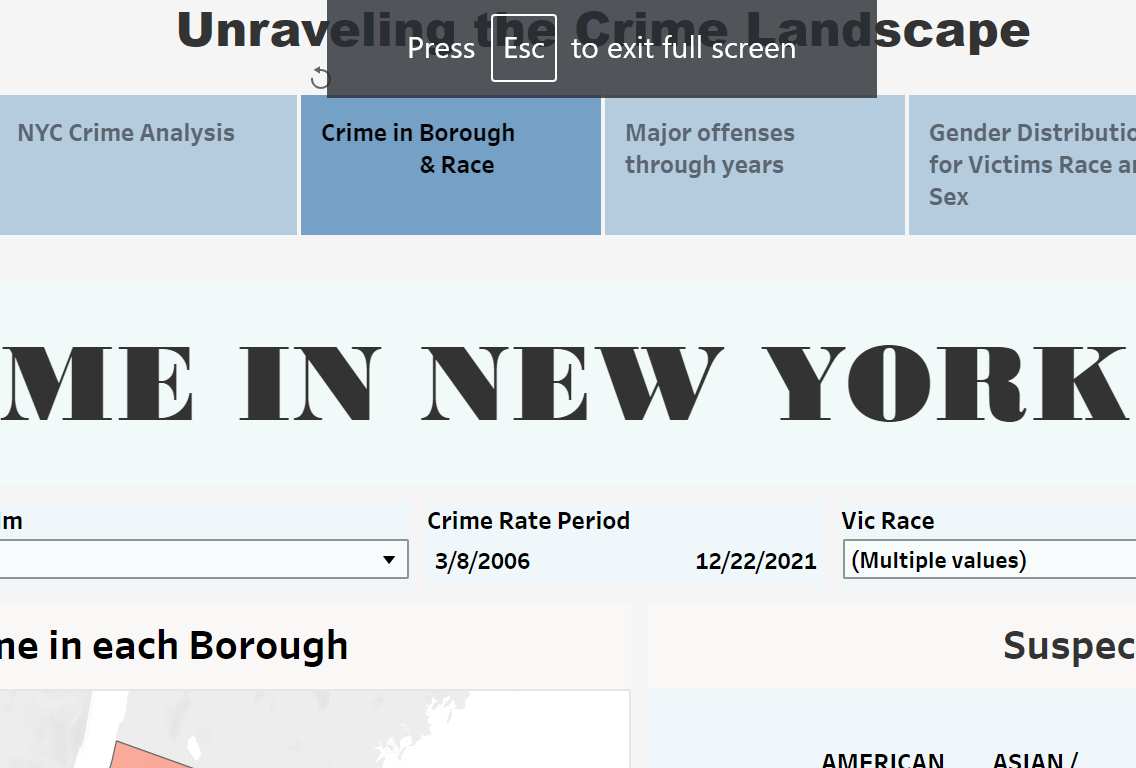 Unraveling the Crime Landscape
Press Esc to exit full screen
NYC Crime Analysis
Crime in Borough
& Race
Major offenses
through years
Gender Distributio
for Victims Race an
Sex
ME IN NEW YORK
lm
Crime Rate Period
Vic Race
3/8/2006
12/22/2021
(Multiple values)
me in each Borough
Suspec
AMERICAN
ASIAN /